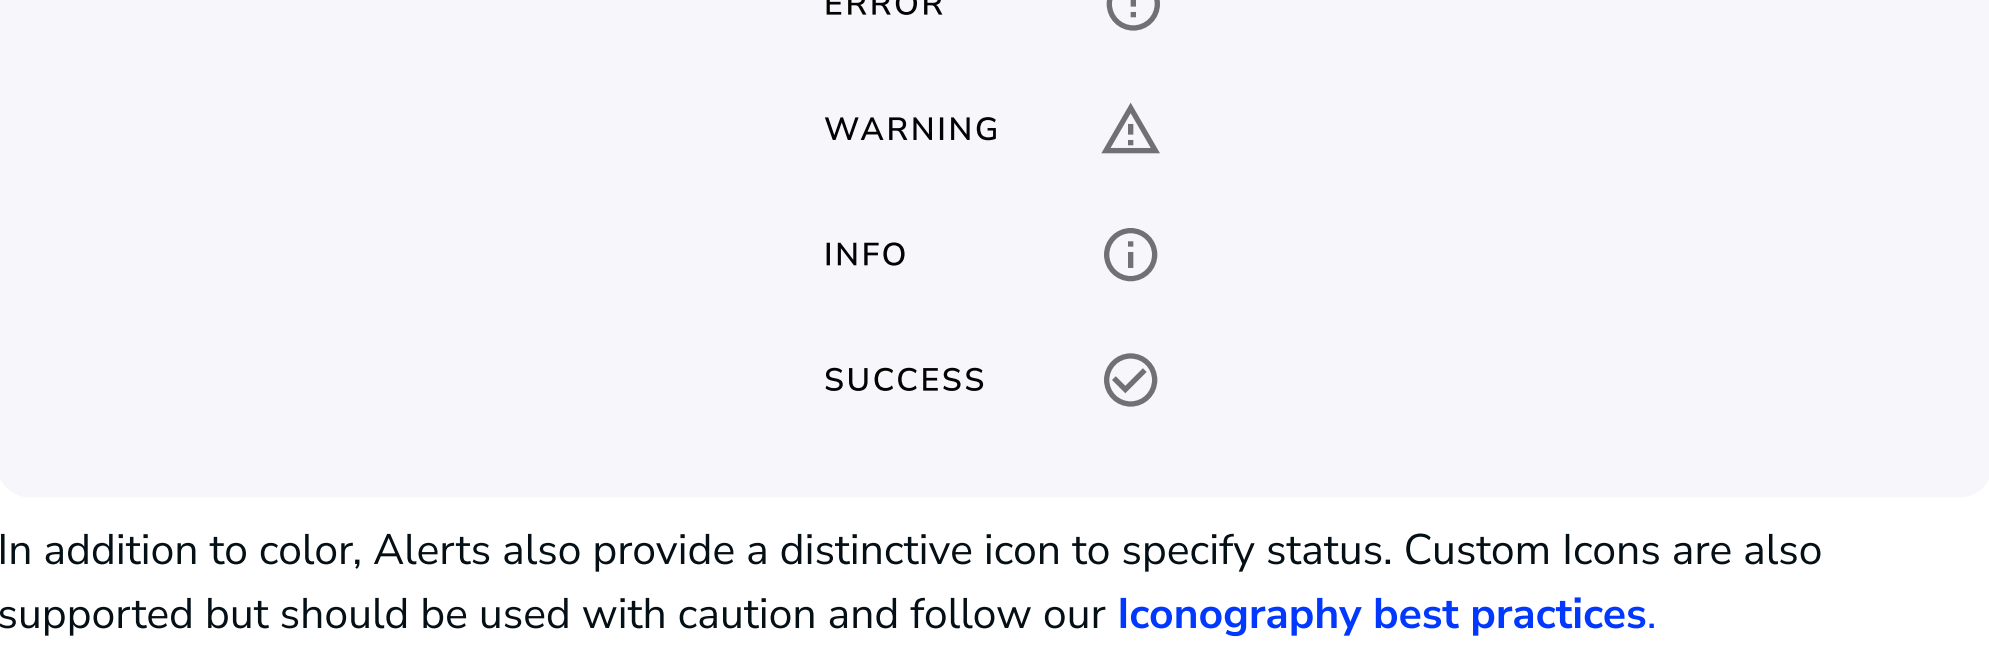 ERROR
WARNING
INFO
SUCCESS
In addition to color, Alerts also provide a distinctive icon to specify status. Custom Icons are also
supported but should be used with caution and follow our Iconography best practices.